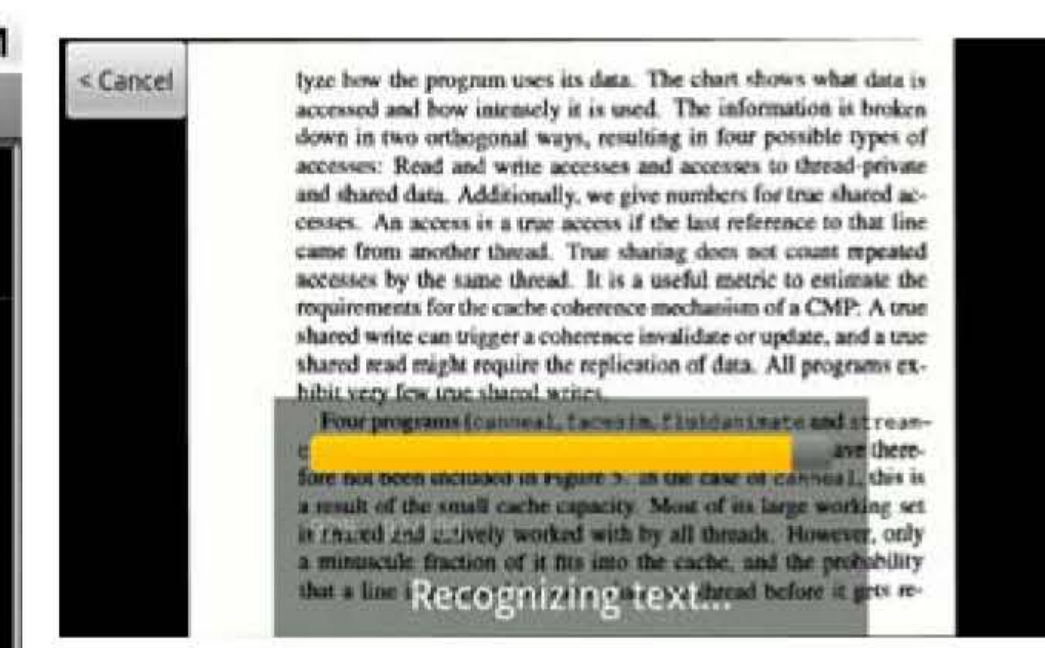 < Cancel
lyze how the program uses its data. The chart shows what data is
accessed and how intensely it is used. The information is broken
down in two orthogonal ways, resulting in four possible types of
accesses: Read and write accesses and accesses to thread-private
and shared data. Additionally, we give numbers for true shared ac-
cesses. An access is a true access if the last reference to that line
came from another thread. True sharing does not count repeated
accesses by the same thread. It is a useful metric to estimate the
requirements for the cache coherence mechanism of a CMP: A true
shared write can trigger a coherence invalidate or update, and a true
shared read might require the replication of data. All programs ex-
hibit very few true shared writes.
Four programs (canneal, facesim, fluidanimate and stream-
ave there-
fore not been included in Figure 5. In the case of canneal, this is
a result of the small cache capacity. Most of its large working set
is shared and actively worked with by all threads. However, only
a minuscule fraction of it fits into the cache, and the probability
that a line thread before it gets re-
Recognizing text...